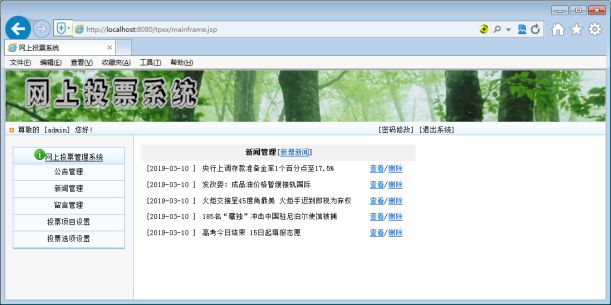 http://localhost:8080/tpxx/mainframe.jsp
网上投票系统
文件(F) 编辑(E) 查看(V) 收藏夹(A) 工具(T) 帮助(H)
网上投票系统
尊敬的 [admin] 您好! [密码修改] [退出系统]
网上投票管理系统
公告管理
新闻管理
留言管理
投票项目设置
投票选项设置
新闻管理[新增新闻]
[2019-03-10 ] 央行上调存款准备金率1个百分点至17.5% 查看/删除
[2019-03-10 ] 发改委：成品油价格暂缓接轨国际 查看/删除
[2019-03-10 ] 火炬交接呈45度角最美 火炬手迟到即视为弃权 查看/删除
[2019-03-10 ] 185名“藏独”冲击中国驻尼泊尔使馆被捕 查看/删除
[2019-03-10 ] 高考今日结束 15日起填报志愿 查看/删除